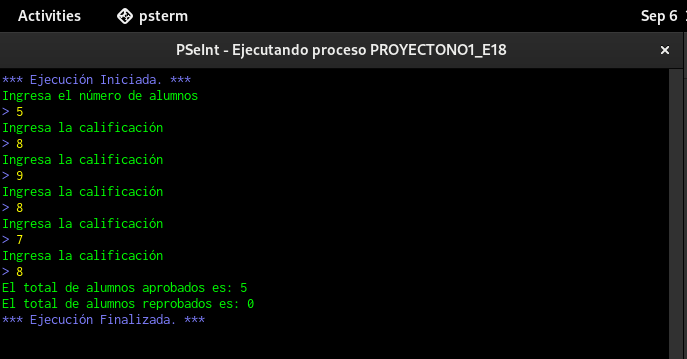 Activities psterm Sep 6
PSeInt - Ejecutando proceso PROYECTONO1_E18 ×
*** Ejecución Iniciada. ***
Ingresa el número de alumnos
> 5
Ingresa la calificación
> 8
Ingresa la calificación
> 9
Ingresa la calificación
> 8
Ingresa la calificación
> 7
Ingresa la calificación
> 8
El total de alumnos aprobados es: 5
El total de alumnos reprobados es: 0
*** Ejecución Finalizada. ***